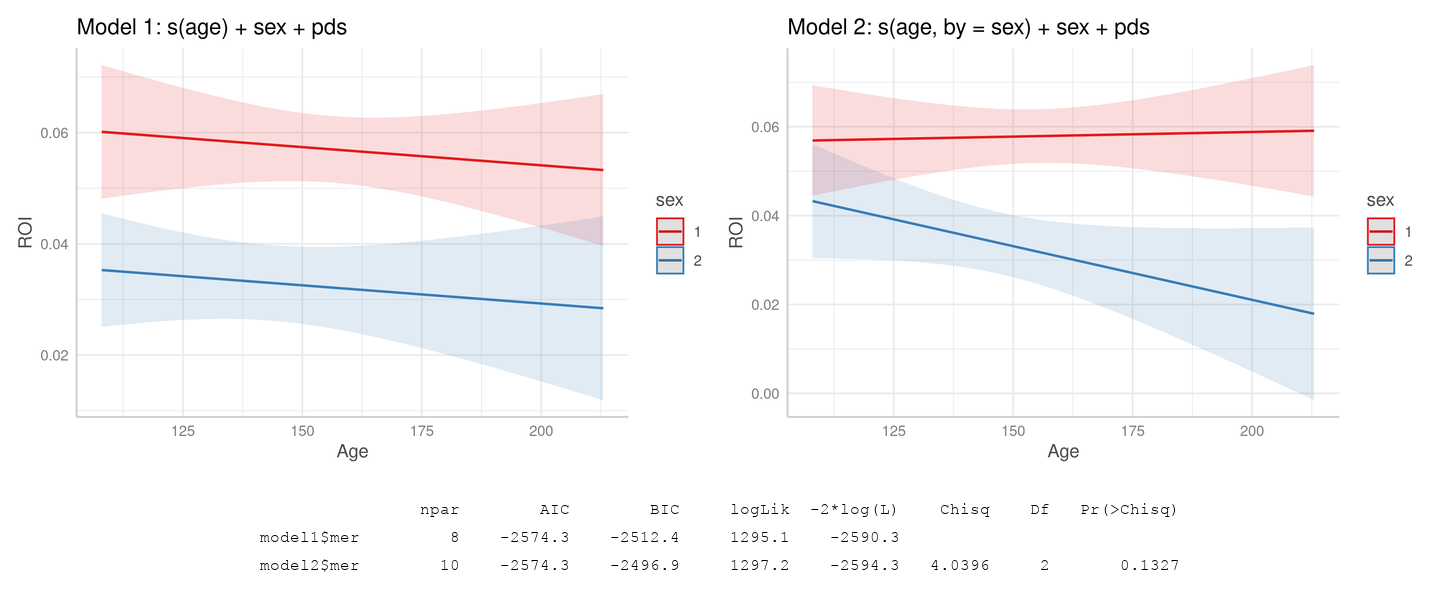 Model 1: s(age) + sex + pds
0.06
0.04
0.02
ROI
125 150 175 200
Age
sex
1
2
Model 2: s(age, by = sex) + sex + pds
0.06
0.04
0.02
0.00
ROI
125 150 175 200
Age
sex
1
2
npar AIC BIC logLik -2*log(L) Chisq Df Pr(>Chisq)
model1$mer 8 -2574.3 -2512.4 1295.1 -2590.3
model2$mer 10 -2574.3 -2496.9 1297.2 -2594.3 4.0396 2 0.1327